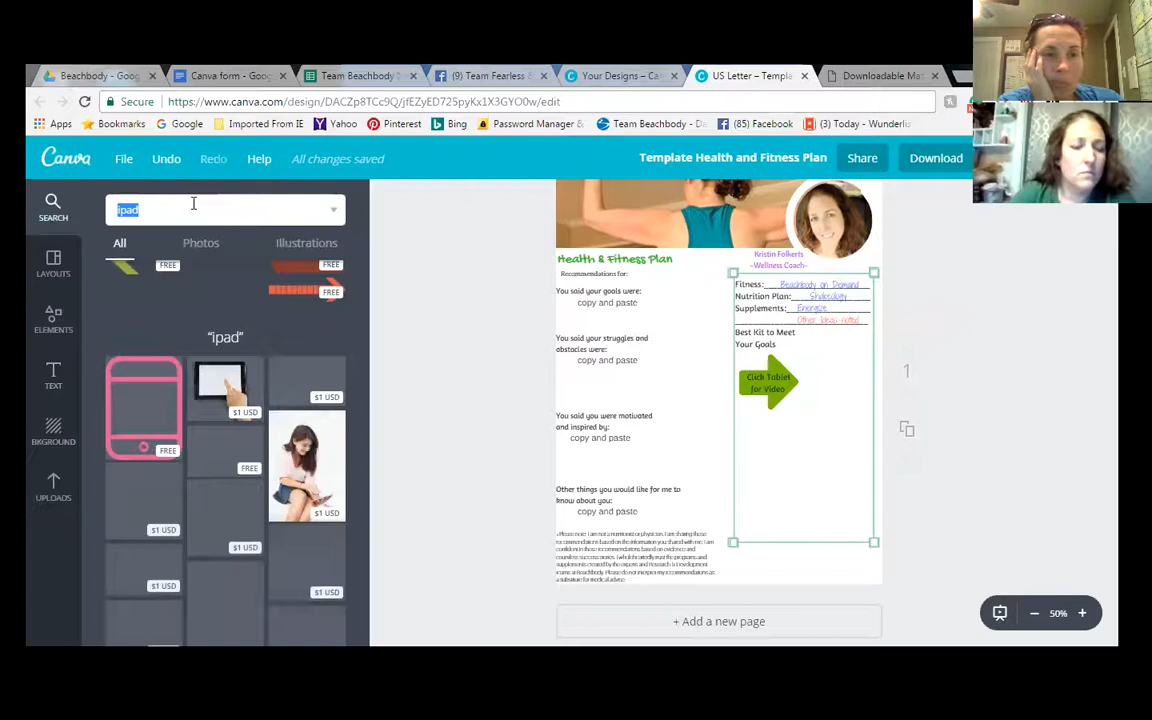 Beachbody - Goog
Canva form - Goog
Team Beachbody
(9) Team Fearless &
Your Designs – Ca
US Letter – Templa
Downloadable Ma
Secure
https://www.canva.com/design/DACZp8TCc9Q/jfEZyED725pyKx1X3GYO0w/edit
Apps
Bookmarks
Google
Imported From IE
Yahoo
Pinterest
Bing
Password Manager &
Team Beachbody - Da
(85) Facebook
(3) Today - Wunderlis
Canva
File
Undo
Redo
Help
All changes saved
Template Health and Fitness Plan
Share
Download
SEARCH
LAYOUTS
ELEMENTS
TEXT
BKGROUND
UPLOADS
ipad
All
Photos
Illustrations
FREE
FREE
FREE
"ipad"
FREE
$1 USD
$1 USD
FREE
$1 USD
$1 USD
$1 USD
$1 USD
$1 USD
Health & Fitness Plan
Recommendations for:
You said your goals were:
copy and paste
You said your struggles and
obstacles were:
copy and paste
You said you were motivated
and inspired by:
copy and paste
Other things you would like for me to
know about you:
copy and paste
Kristin Folkerts
~Wellness Coach~
Fitness: Beachbody on Demand
Nutrition Plan: Shakeology
Supplements: Energize
Other ideas noted
Best Kit to Meet
Your Goals
Click Tablet
for Video
1
+ Add a new page
50%